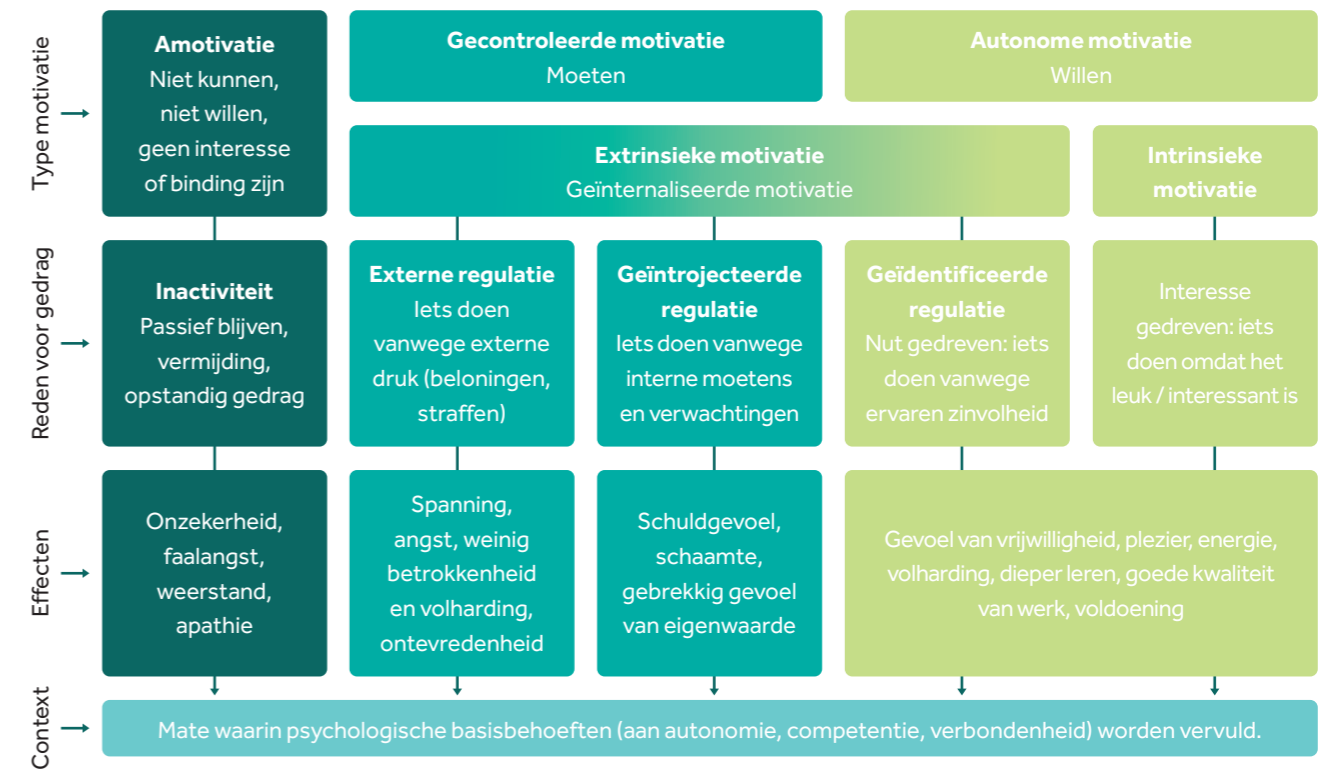 Type motivatie
Amotivatie
Niet kunnen,
niet willen,
geen interesse
of binding zijn
Gecontroleerde motivatie
Moeten
Autonome motivatie
Willen
Extrinsieke motivatie
Geïnternaliseerde motivatie
Intrinsieke
motivatie
Reden voor gedrag
Inactiviteit
Passief blijven,
vermijding,
opstandig gedrag
Externe regulatie
Iets doen
vanwege externe
druk (beloningen,
straffen)
Geïntrojecteerde
regulatie
Iets doen vanwege
interne moetens
en verwachtingen
Geïdentificeerde
regulatie
Nut gedreven: iets
doen vanwege
ervaren zinvolheid
Interesse
gedreven: iets
doen omdat het
leuk / interessant is
Effecten
Onzekerheid,
faalangst,
weerstand,
apathie
Spanning,
angst, weinig
betrokkenheid
en volharding,
ontevredenheid
Schuldgevoel,
schaamte,
gebrekkig gevoel
van eigenwaarde
Gevoel van vrijwilligheid, plezier, energie,
volharding, dieper leren, goede kwaliteit
van werk, voldoening
Context
Mate waarin psychologische basisbehoeften (aan autonomie, competentie, verbondenheid) worden vervuld.